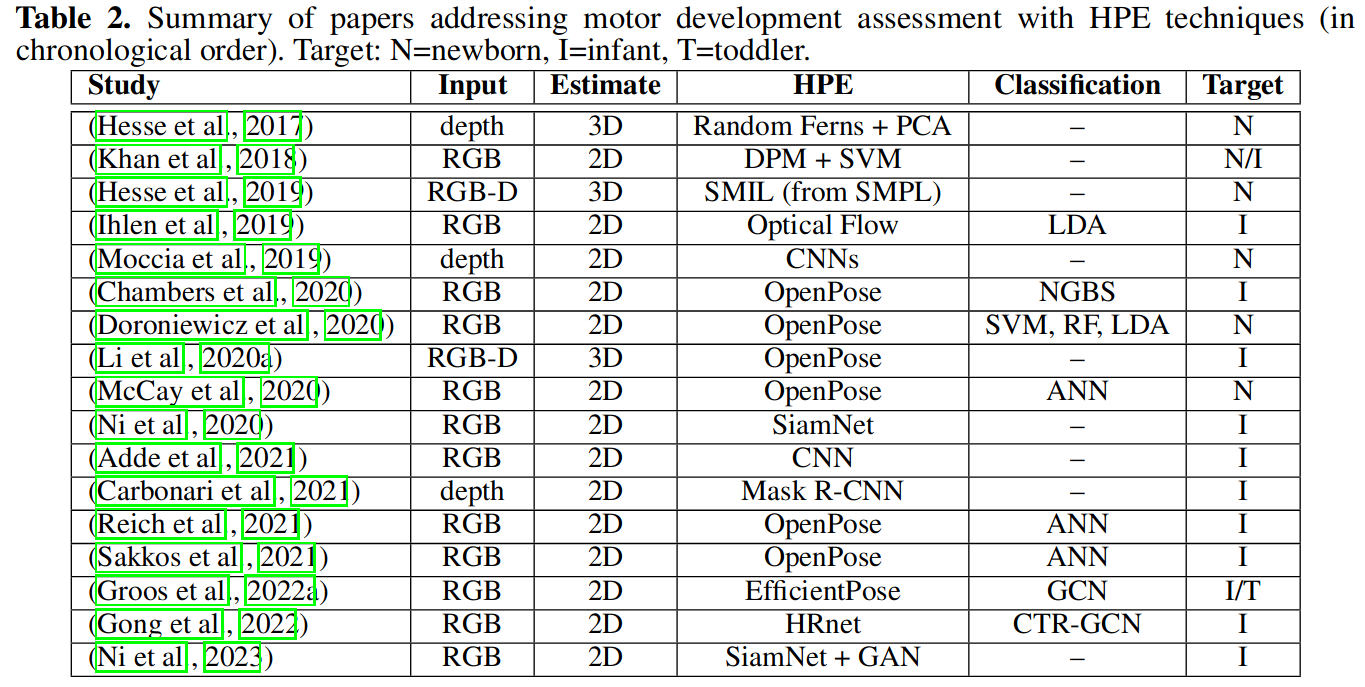 Table 2. Summary of papers addressing motor development assessment with HPE techniques (in
chronological order). Target: N=newborn, I=infant, T=toddler.
Study Input Estimate HPE Classification Target
(Hesse et al., 2017) depth 3D Random Ferns + PCA – N
(Khan et al., 2018) RGB 2D DPM + SVM – N/I
(Hesse et al., 2019) RGB-D 3D SMIL (from SMPL) – N
(Ihlen et al., 2019) RGB 2D Optical Flow LDA I
(Moccia et al., 2019) depth 2D CNNs – N
(Chambers et al., 2020) RGB 2D OpenPose NGBS I
(Doroniewicz et al., 2020) RGB 2D OpenPose SVM, RF, LDA N
(Li et al., 2020a) RGB-D 3D OpenPose – I
(McCay et al., 2020) RGB 2D OpenPose ANN N
(Ni et al., 2020) RGB 2D SiamNet – I
(Adde et al., 2021) RGB 2D CNN – I
(Carbonari et al., 2021) depth 2D Mask R-CNN – I
(Reich et al., 2021) RGB 2D OpenPose ANN I
(Sakkos et al., 2021) RGB 2D OpenPose ANN I
(Groos et al., 2022a) RGB 2D EfficientPose GCN I/T
(Gong et al., 2022) RGB 2D HRnet CTR-GCN I
(Ni et al., 2023) RGB 2D SiamNet + GAN – I